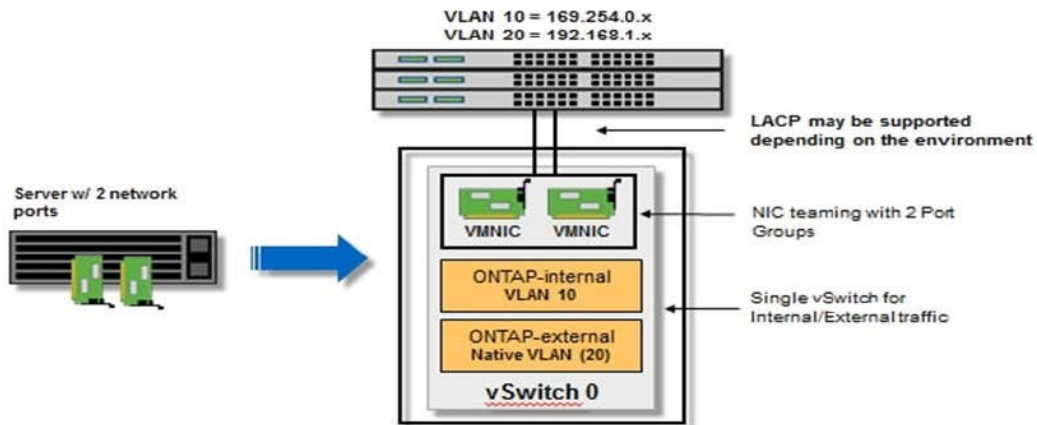 VLAN 10 = 169.254.0.x
VLAN 20 = 192.168.1.x
LACP may be supported
depending on the environment
Server w/ 2 network
ports
VMNIC
VMNIC
NIC teaming with 2 Port
Groups
ONTAP-internal
VLAN 10
Single vSwitch for
Internal/External traffic
ONTAP-external
Native VLAN (20)
vSwitch 0